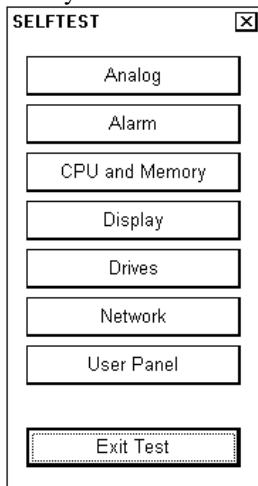 SELFTEST
Analog
Alarm
CPU and Memory
Display
Drives
Network
User Panel
Exit Test